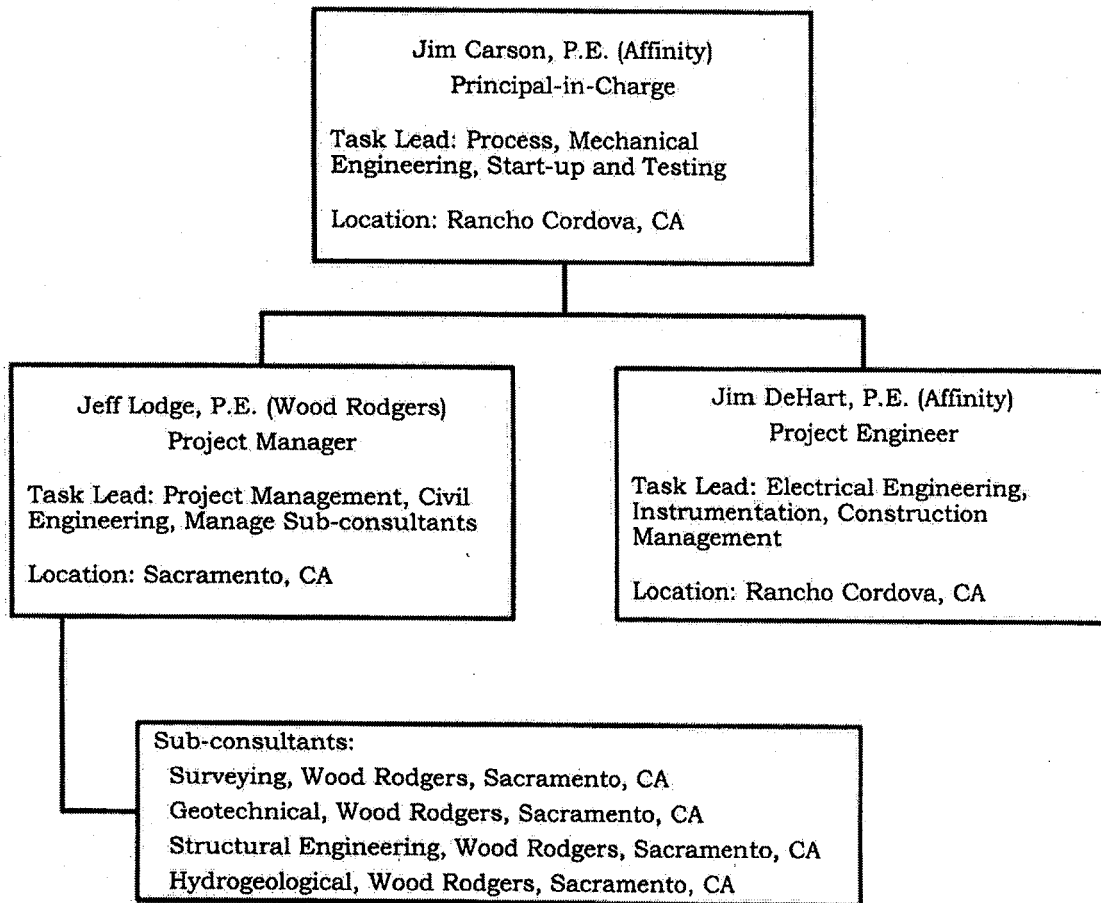 Jim Carson, P.E. (Affinity)
Principal-in-Charge
Task Lead: Process, Mechanical
Engineering, Start-up and Testing
Location: Rancho Cordova, CA
Jeff Lodge, P.E. (Wood Rodgers)
Project Manager
Task Lead: Project Management, Civil
Engineering, Manage Sub-consultants
Location: Sacramento, CA
Jim DeHart, P.E. (Affinity)
Project Engineer
Task Lead: Electrical Engineering,
Instrumentation, Construction
Management
Location: Rancho Cordova, CA
Sub-consultants:
Surveying, Wood Rodgers, Sacramento, CA
Geotechnical, Wood Rodgers, Sacramento, CA
Structural Engineering, Wood Rodgers, Sacramento, CA
Hydrogeological, Wood Rodgers, Sacramento, CA